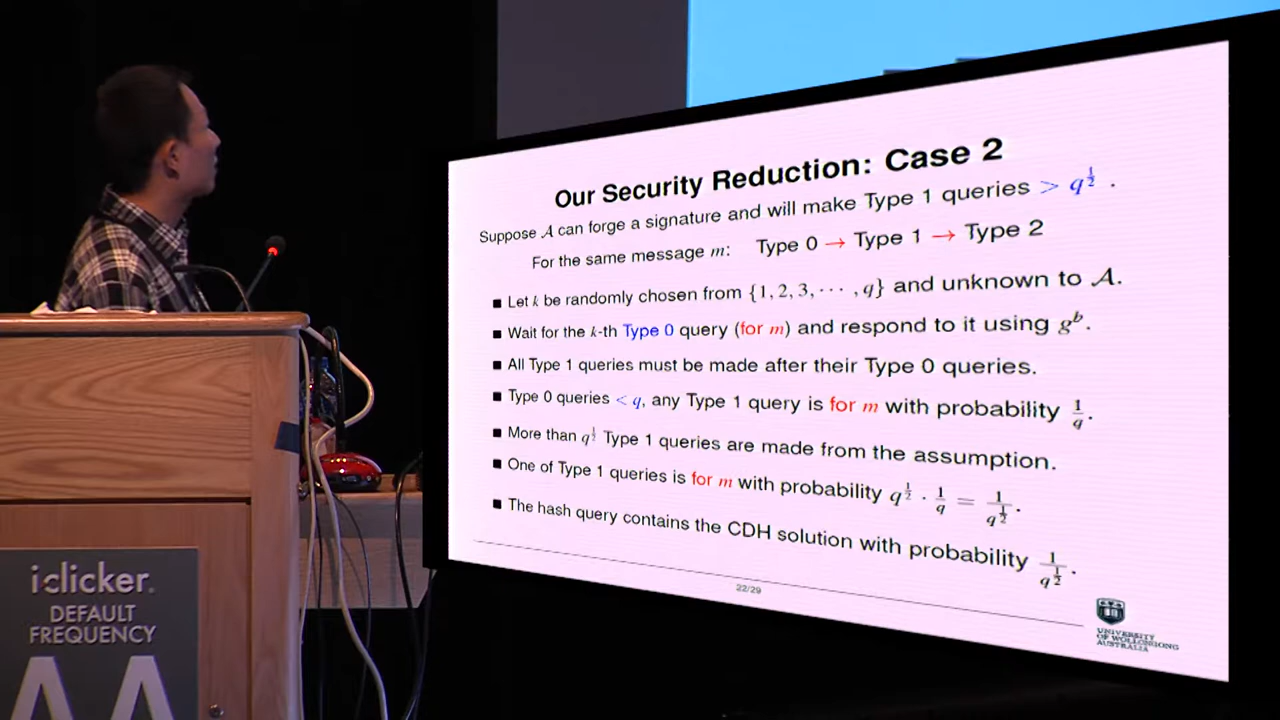 Our Security Reduction: Case 2
Suppose 𝒜 can forge a signature and will make Type 1 queries > q^{1/2} .
For the same message m: Type 0 → Type 1 → Type 2
■ Let k be randomly chosen from {1, 2, 3, ⋯ , q} and unknown to 𝒜.
■ Wait for the k-th Type 0 query (for m) and respond to it using g^b.
■ All Type 1 queries must be made after their Type 0 queries.
■ Type 0 queries < q, any Type 1 query is for m with probability 1/q.
■ More than q^{1/2} Type 1 queries are made from the assumption.
■ One of Type 1 queries is for m with probability q^{1/2} · 1/q = 1/q^{1/2}.
■ The hash query contains the CDH solution with probability 1/q^{1/2}.
22/29
UNIVERSITY
OF WOLLONGONG
AUSTRALIA
iclicker.
DEFAULT
FREQUENCY
AA